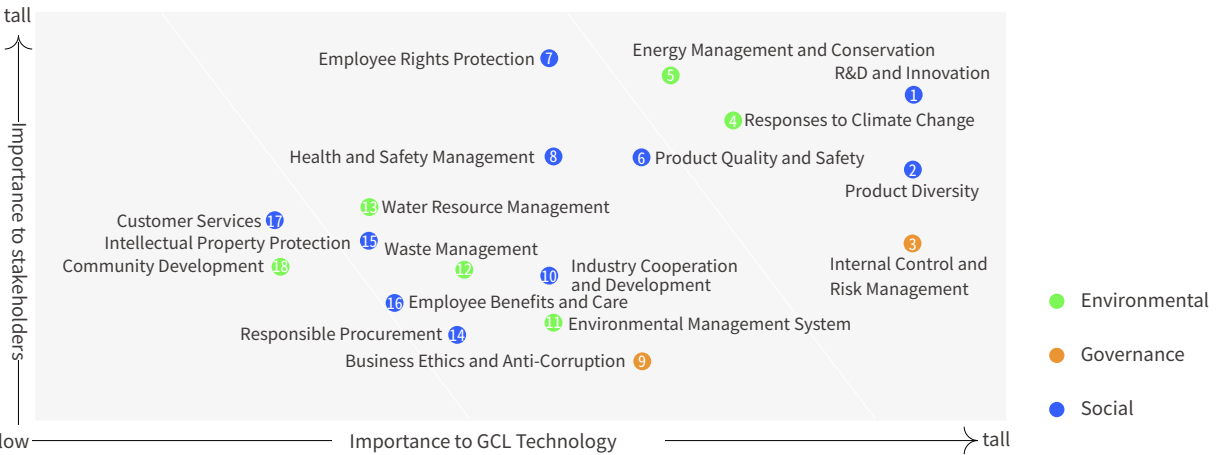 tall
Employee Rights Protection 7
Energy Management and Conservation
5
R&D and Innovation
1
4 Responses to Climate Change
Health and Safety Management 8
6 Product Quality and Safety
2
Product Diversity
13 Water Resource Management
Customer Services 17
Intellectual Property Protection 15
Waste Management
12
Community Development 18
3
Internal Control and
Risk Management
10 Industry Cooperation
and Development
16 Employee Benefits and Care
11 Environmental Management System
Responsible Procurement 14
Business Ethics and Anti-Corruption 9
Importance to stakeholders
low
Importance to GCL Technology
tall
Environmental
Governance
Social